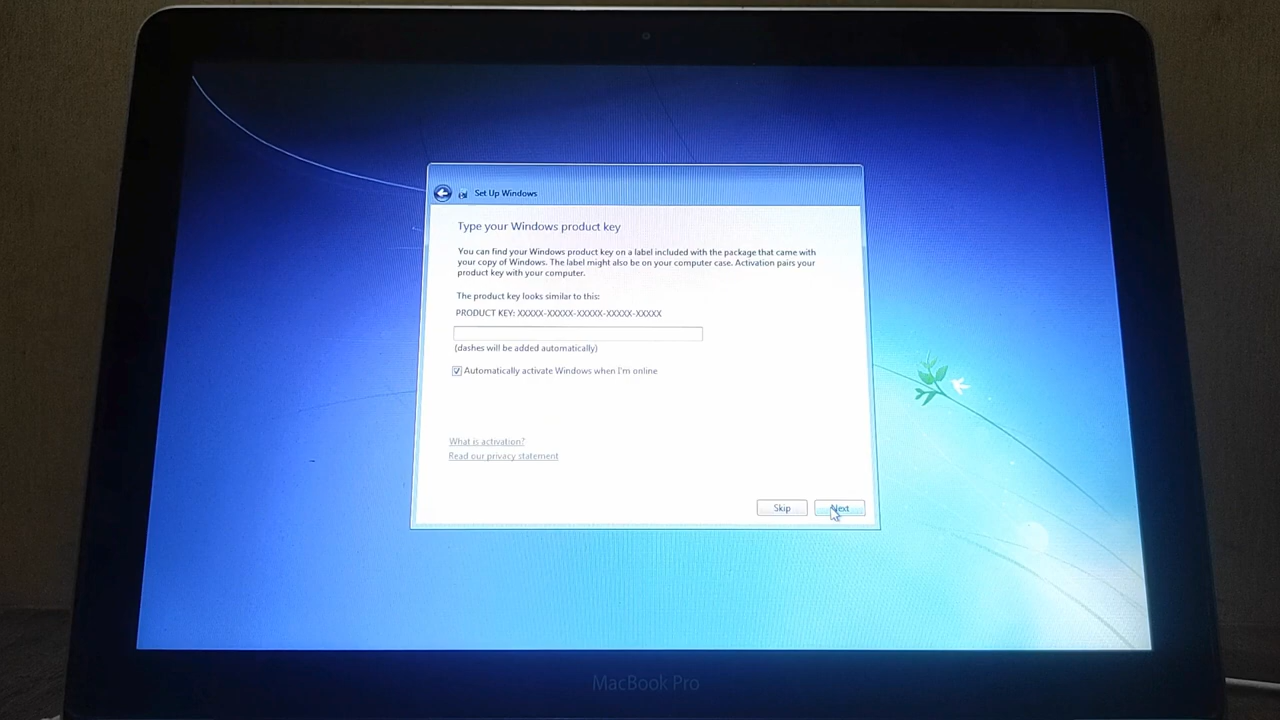 Set Up Windows
Type your Windows product key
You can find your Windows product key on a label included with the package that came with
your copy of Windows. The label might also be on your computer case. Activation pairs your
product key with your computer.
The product key looks similar to this:
PRODUCT KEY: XXXXX-XXXXX-XXXXX-XXXXX-XXXXX
(dashes will be added automatically)
Automatically activate Windows when I'm online
What is activation?
Read our privacy statement
Skip Next
MacBook Pro